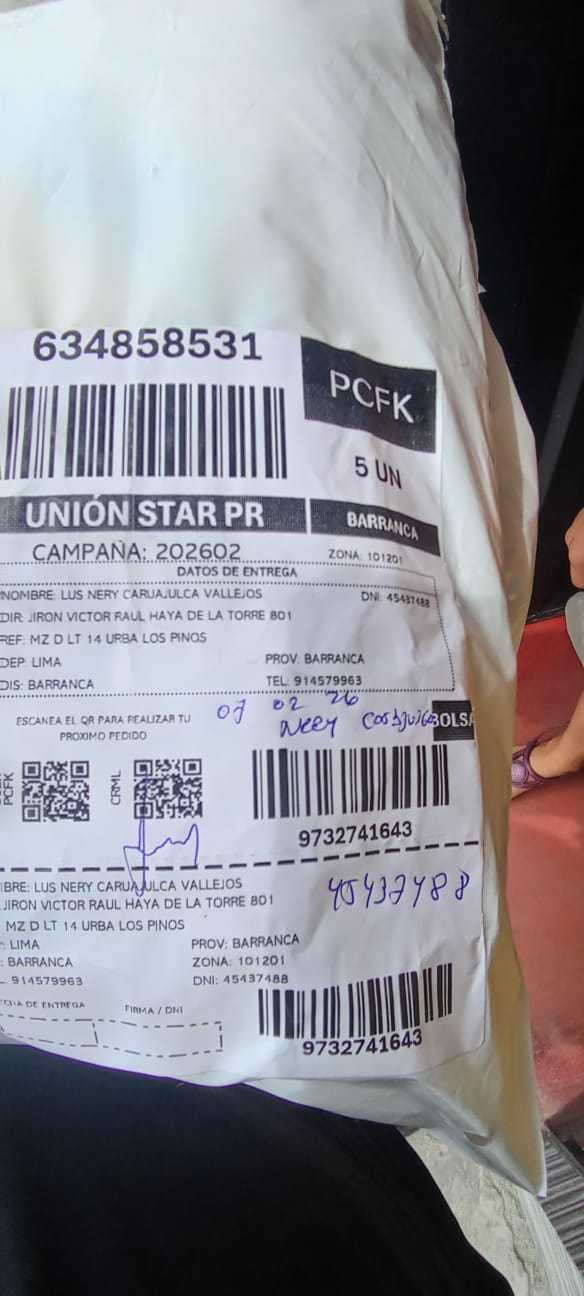 634858531
PCFK
5 UN
UNIÓN STAR PR
BARRANCA
CAMPAÑA: 202602
ZONA: 101201
DATOS DE ENTREGA
NOMBRE: LUS NERY CARUAJULCA VALLEJOS
DNI: 45437488
DIR: JIRON VICTOR RAUL HAYA DE LA TORRE 801
REF: MZ D LT 14 URBA LOS PINOS
DEP: LIMA
PROV: BARRANCA
DIS: BARRANCA
TEL: 914579963
07 02 26
ESCANEA EL QR PARA REALIZAR TU
PROXIMO PEDIDO
Nery
BOLSA
PCFK
CRML
9732741643
IBRE: LUS NERY CARUAJULCA VALLEJOS
45437488
JIRON VICTOR RAUL HAYA DE LA TORRE 801
MZ D LT 14 URBA LOS PINOS
: LIMA
PROV: BARRANCA
: BARRANCA
ZONA: 101201
914579963
DNI: 45437488
CHA DE ENTREGA
FIRMA / DNI
9732741643